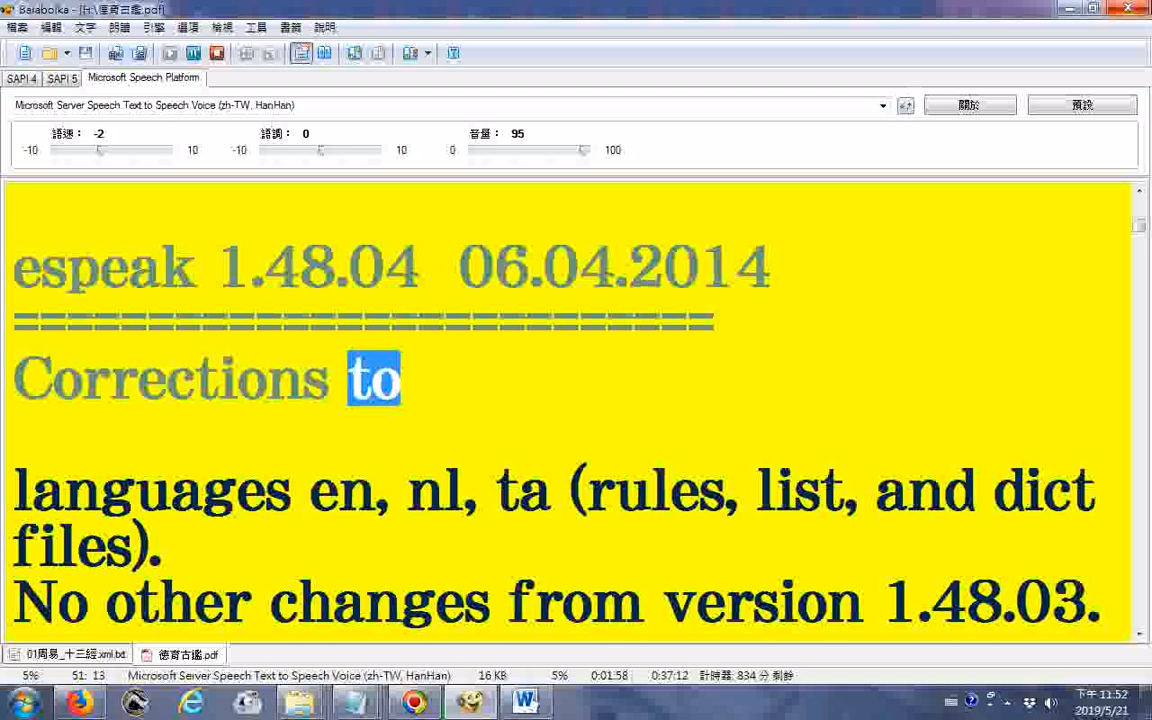 Balabolka - [H:\德育古鑑.pdf]
檔案 編輯 文字 朗讀 引擎 選項 檢視 工具 書籤 說明
SAPI 4 SAPI 5 Microsoft Speech Platform
Microsoft Server Speech Text to Speech Voice (zh-TW, HanHan) 關於 預設
語速： -2 語調： 0 音量： 95
-10 10 -10 10 0 100
espeak 1.48.04 06.04.2014
==========================
Corrections to
languages en, nl, ta (rules, list, and dict
files).
No other changes from version 1.48.03.
01周易_十三經.xml.txt 德育古鑑.pdf
5% 51: 13 Microsoft Server Speech Text to Speech Voice (zh-TW, HanHan) 16 KB 5% 0:01:58 0:37:12 計時器: 834 分 剩餘
下午 11:52
2019/5/21